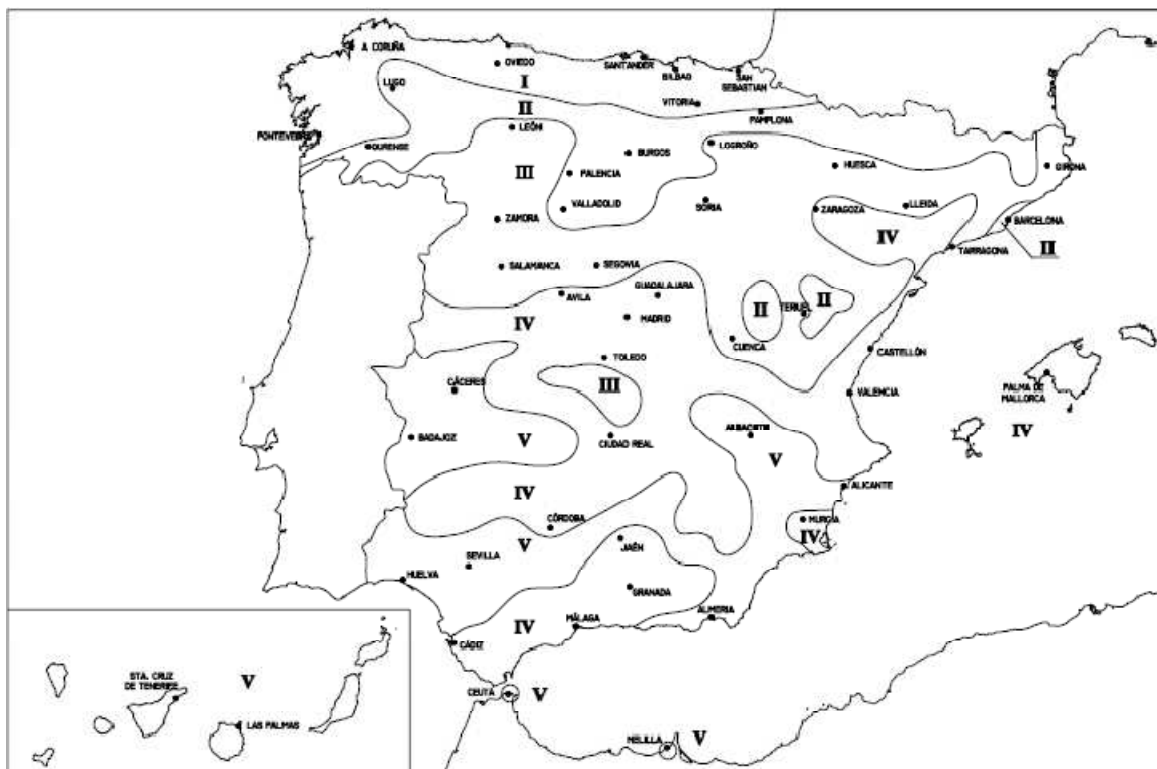 A CORUÑA
OVIEDO
SANTANDER
BILBAO
SAN
SEBASTIAN
LUGO
I
VITORIA
II
PAMPLONA
PONTEVEDRA
LEÓN
OURENSE
LOGROÑO
BURGOS
HUESCA
GIRONA
III
PALENCIA
VALLADOLID
SORIA
ZARAGOZA
LLEIDA
ZAMORA
BARCELONA
IV
TARRAGONA
II
SALAMANCA
SEGOVIA
AVILA
GUADALAJARA
II
II
TERUEL
IV
MADRID
CUENCA
CASTELLÓN
TOLEDO
CÁCERES
III
VALENCIA
PALMA DE
MALLORCA
ALBACETE
IV
BADAJOZ
V
CIUDAD REAL
V
ALICANTE
IV
CÓRDOBA
MURCIA
V
JAÉN
IV
SEVILLA
HUELVA
GRANADA
ALMERIA
MÁLAGA
IV
CÁDIZ
STA. CRUZ
DE TENERIFE
V
CEUTA
V
LAS PALMAS
MELILLA
V